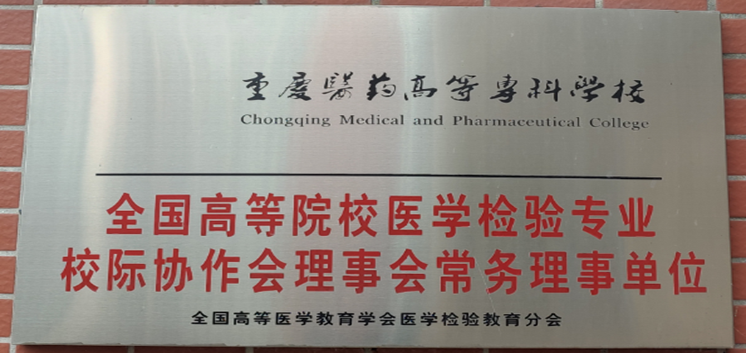 重慶醫药高等專科學校
Chongqing Medical and Pharmaceutical College
全国高等院校医学检验专业
校际协作会理事会常务理事单位
全国高等医学教育学会医学检验教育分会